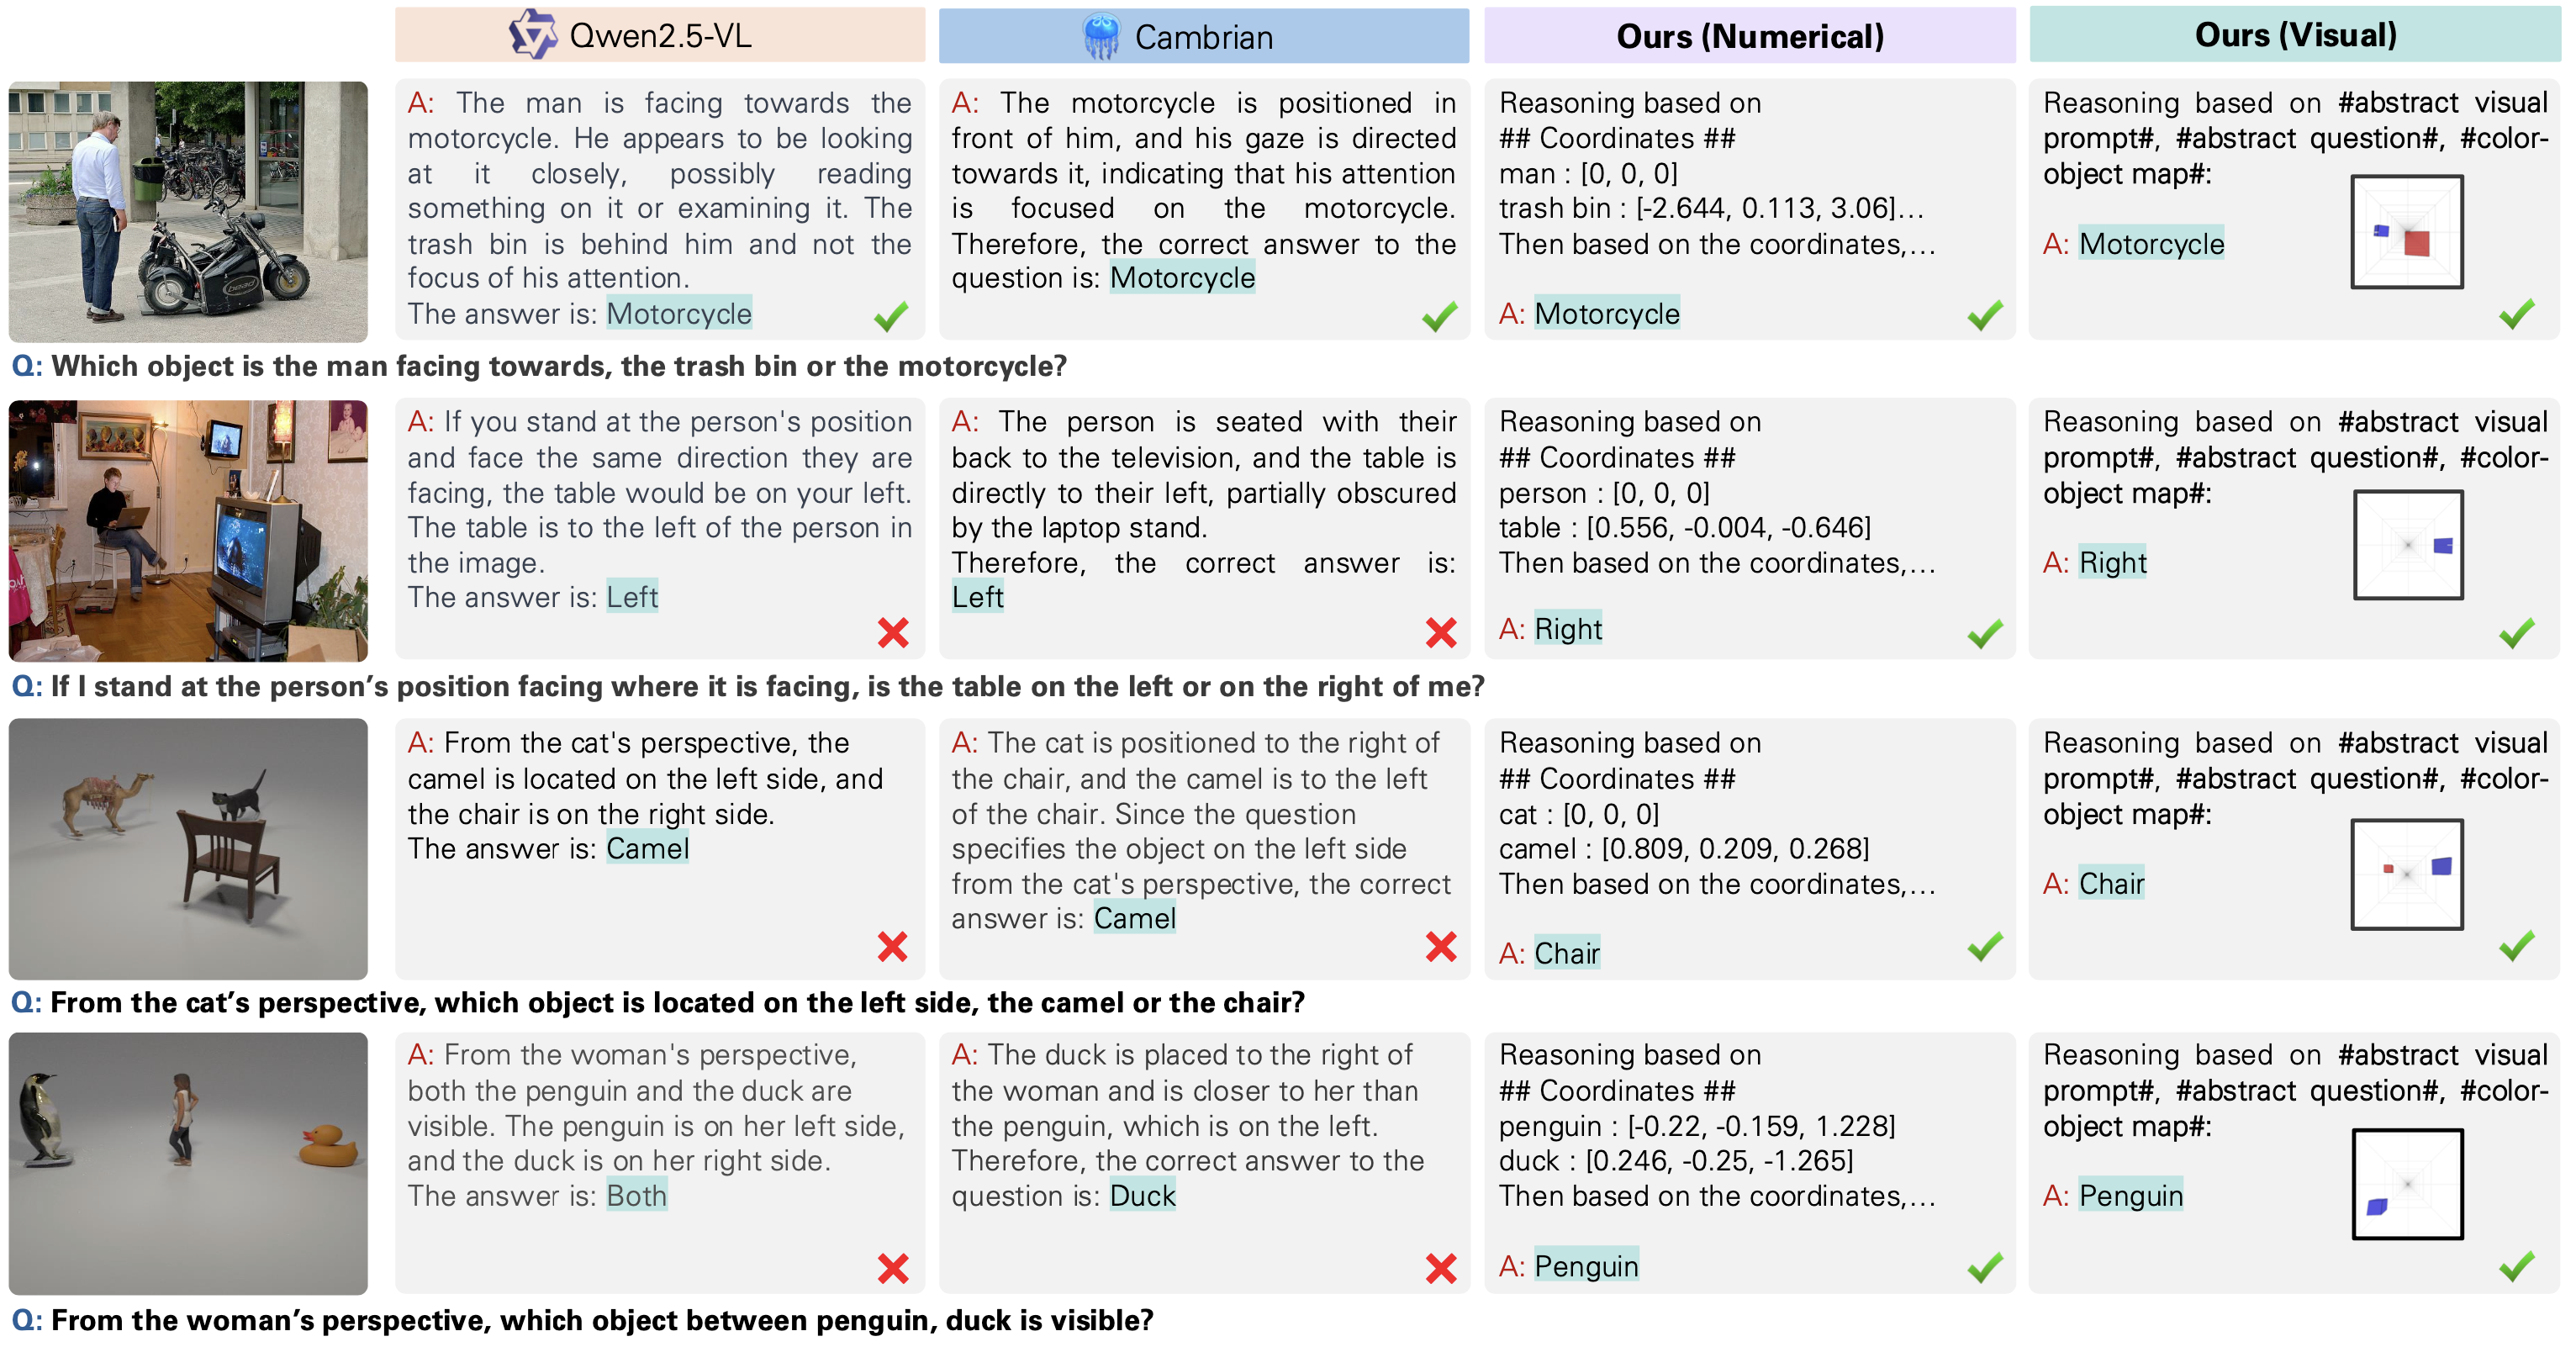 Qwen2.5-VL
Cambrian
Ours (Numerical)
Ours (Visual)
A: The man is facing towards the
motorcycle. He appears to be looking
at it closely, possibly reading
something on it or examining it. The
trash bin is behind him and not the
focus of his attention.
The answer is: Motorcycle
A: The motorcycle is positioned in
front of him, and his gaze is directed
towards it, indicating that his attention
is focused on the motorcycle.
Therefore, the correct answer to the
question is: Motorcycle
Reasoning based on
## Coordinates ##
man : [0, 0, 0]
trash bin : [-2.644, 0.113, 3.06]...
Then based on the coordinates,...
A: Motorcycle
Reasoning based on #abstract visual
prompt#, #abstract question#, #color-
object map#:
A: Motorcycle
Q: Which object is the man facing towards, the trash bin or the motorcycle?
A: If you stand at the person's position
and face the same direction they are
facing, the table would be on your left.
The table is to the left of the person in
the image.
The answer is: Left
A: The person is seated with their
back to the television, and the table is
directly to their left, partially obscured
by the laptop stand.
Therefore, the correct answer is:
Left
Reasoning based on
## Coordinates ##
person : [0, 0, 0]
table : [0.556, -0.004, -0.646]
Then based on the coordinates,...
A: Right
Reasoning based on #abstract visual
prompt#, #abstract question#, #color-
object map#:
A: Right
Q: If I stand at the person’s position facing where it is facing, is the table on the left or on the right of me?
A: From the cat's perspective, the
camel is located on the left side, and
the chair is on the right side.
The answer is: Camel
A: The cat is positioned to the right of
the chair, and the camel is to the left
of the chair. Since the question
specifies the object on the left side
from the cat's perspective, the correct
answer is: Camel
Reasoning based on
## Coordinates ##
cat : [0, 0, 0]
camel : [0.809, 0.209, 0.268]
Then based on the coordinates,...
A: Chair
Reasoning based on #abstract visual
prompt#, #abstract question#, #color-
object map#:
A: Chair
Q: From the cat’s perspective, which object is located on the left side, the camel or the chair?
A: From the woman's perspective,
both the penguin and the duck are
visible. The penguin is on her left side,
and the duck is on her right side.
The answer is: Both
A: The duck is placed to the right of
the woman and is closer to her than
the penguin, which is on the left.
Therefore, the correct answer to the
question is: Duck
Reasoning based on
## Coordinates ##
penguin : [-0.22, -0.159, 1.228]
duck : [0.246, -0.25, -1.265]
Then based on the coordinates,...
A: Penguin
Reasoning based on #abstract visual
prompt#, #abstract question#, #color-
object map#:
A: Penguin
Q: From the woman’s perspective, which object between penguin, duck is visible?